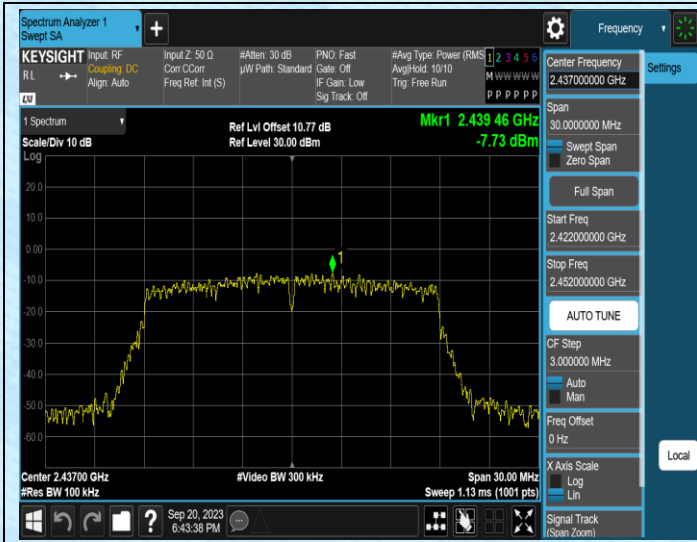 Spectrum Analyzer 1
Swept SA
Frequency
KEYSIGHT
RL
LXI
Input: RF
Coupling: DC
Align: Auto
Input Z: 50 Ω
Corr CCorr
Freq Ref: Int (S)
#Atten: 30 dB
µW Path: Standard
PNO: Fast
Gate: Off
IF Gain: Low
Sig Track: Off
#Avg Type: Power (RMS
Avg|Hold: 10/10
Trig: Free Run
1 2 3 4 5 6
M W W W W W
P P P P P P
1 Spectrum
Scale/Div 10 dB
Ref Lvl Offset 10.77 dB
Ref Level 30.00 dBm
Mkr1 2.439 46 GHz
-7.73 dBm
Log
20.0
10.0
0.00
-10.0
-20.0
-30.0
-40.0
-50.0
-60.0
1
Center 2.43700 GHz
#Res BW 100 kHz
#Video BW 300 kHz
Span 30.00 MHz
Sweep 1.13 ms (1001 pts)
Sep 20, 2023
6:43:38 PM
Center Frequency
2.437000000 GHz
Span
30.0000000 MHz
Swept Span
Zero Span
Full Span
Start Freq
2.422000000 GHz
Stop Freq
2.452000000 GHz
AUTO TUNE
CF Step
3.000000 MHz
Auto
Man
Freq Offset
0 Hz
X Axis Scale
Log
Lin
Signal Track
(Span Zoom)
Settings
Local